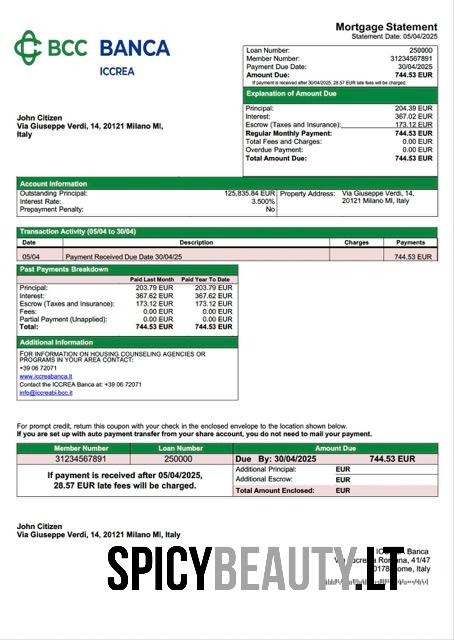 Mortgage Statement
Statement Date: 05/04/2025
BCC BANCA
ICCREA
Loan Number: 250000
Member Number: 31234567891
Payment Due Date: 30/04/2025
Amount Due: 744.53 EUR
If payment is received after 30/04/2025, 28.57 EUR late fees will be charged.
Explanation of Amount Due
Principal: 204.39 EUR
Interest: 367.02 EUR
Escrow (Taxes and Insurance): 173.12 EUR
Regular Monthly Payment: 744.53 EUR
Total Fees and Charges: 0.00 EUR
Overdue Payment: 0.00 EUR
Total Amount Due: 744.53 EUR
John Citizen
Via Giuseppe Verdi, 14, 20121 Milano MI,
Italy
Account Information
Outstanding Principal: 125,835.84 EUR Property Address: Via Giuseppe Verdi, 14,
Interest Rate: 3.500% 20121 Milano MI, Italy
Prepayment Penalty: No
Transaction Activity (05/04 to 30/04)
Date Description Charges Payments
05/04 Payment Received Due Date 30/04/25 744.53 EUR
Past Payments Breakdown
Paid Last Month Paid Year To Date
Principal: 203.79 EUR 203.79 EUR
Interest: 367.62 EUR 367.62 EUR
Escrow (Taxes and Insurance): 173.12 EUR 173.12 EUR
Fees: 0.00 EUR 0.00 EUR
Partial Payment (Unapplied): 0.00 EUR 0.00 EUR
Total: 744.53 EUR 744.53 EUR
Additional Information
FOR INFORMATION ON HOUSING COUNSELING AGENCIES OR
PROGRAMS IN YOUR AREA CONTACT:
+39 06 72071
www.iccreabanca.it
Contact the ICCREA Banca at: +39 06 72071
info@iccreabi.bcc.it
For prompt credit, return this coupon with your check in the enclosed envelope to the location shown below.
If you are set up with auto payment transfer from your share account, you do not need to mail your payment.
Member Number Loan Number Amount Due
31234567891 250000 Due By: 30/04/2025 744.53 EUR
If payment is received after 05/04/2025,
28.57 EUR late fees will be charged.
Additional Principal: EUR
Additional Escrow: EUR
Total Amount Enclosed: EUR
John Citizen
Via Giuseppe Verdi, 14, 20121 Milano MI, Italy
Banca
Via Romana, 41/47
Italy
SPICYBEAUTY.LT